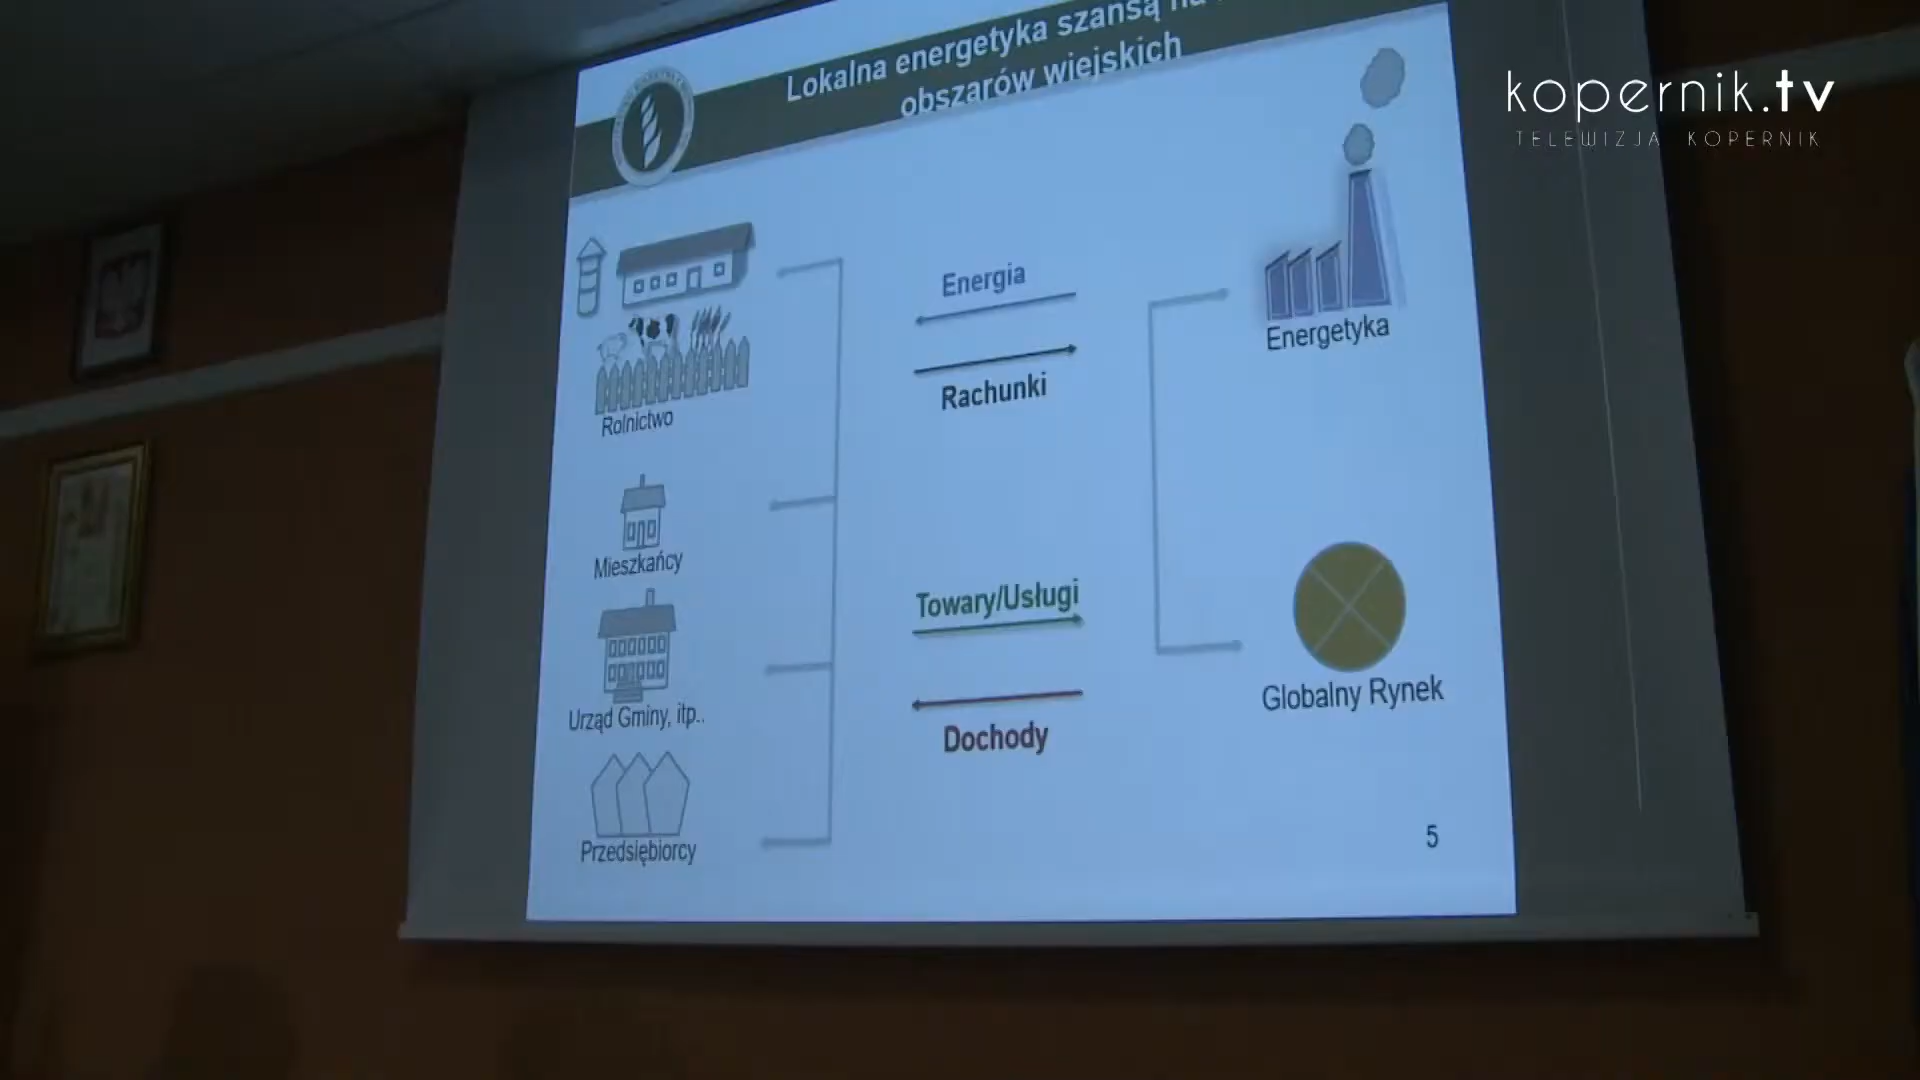 Lokalna energetyka szansą na
obszarów wiejskich
kopernik.tv
TELEWIZJA KOPERNIK
Energia
Rachunki
Energetyka
Rolnictwo
Mieszkańcy
Towary/Usługi
Urząd Gminy, itp..
Globalny Rynek
Dochody
Przedsiębiorcy
5